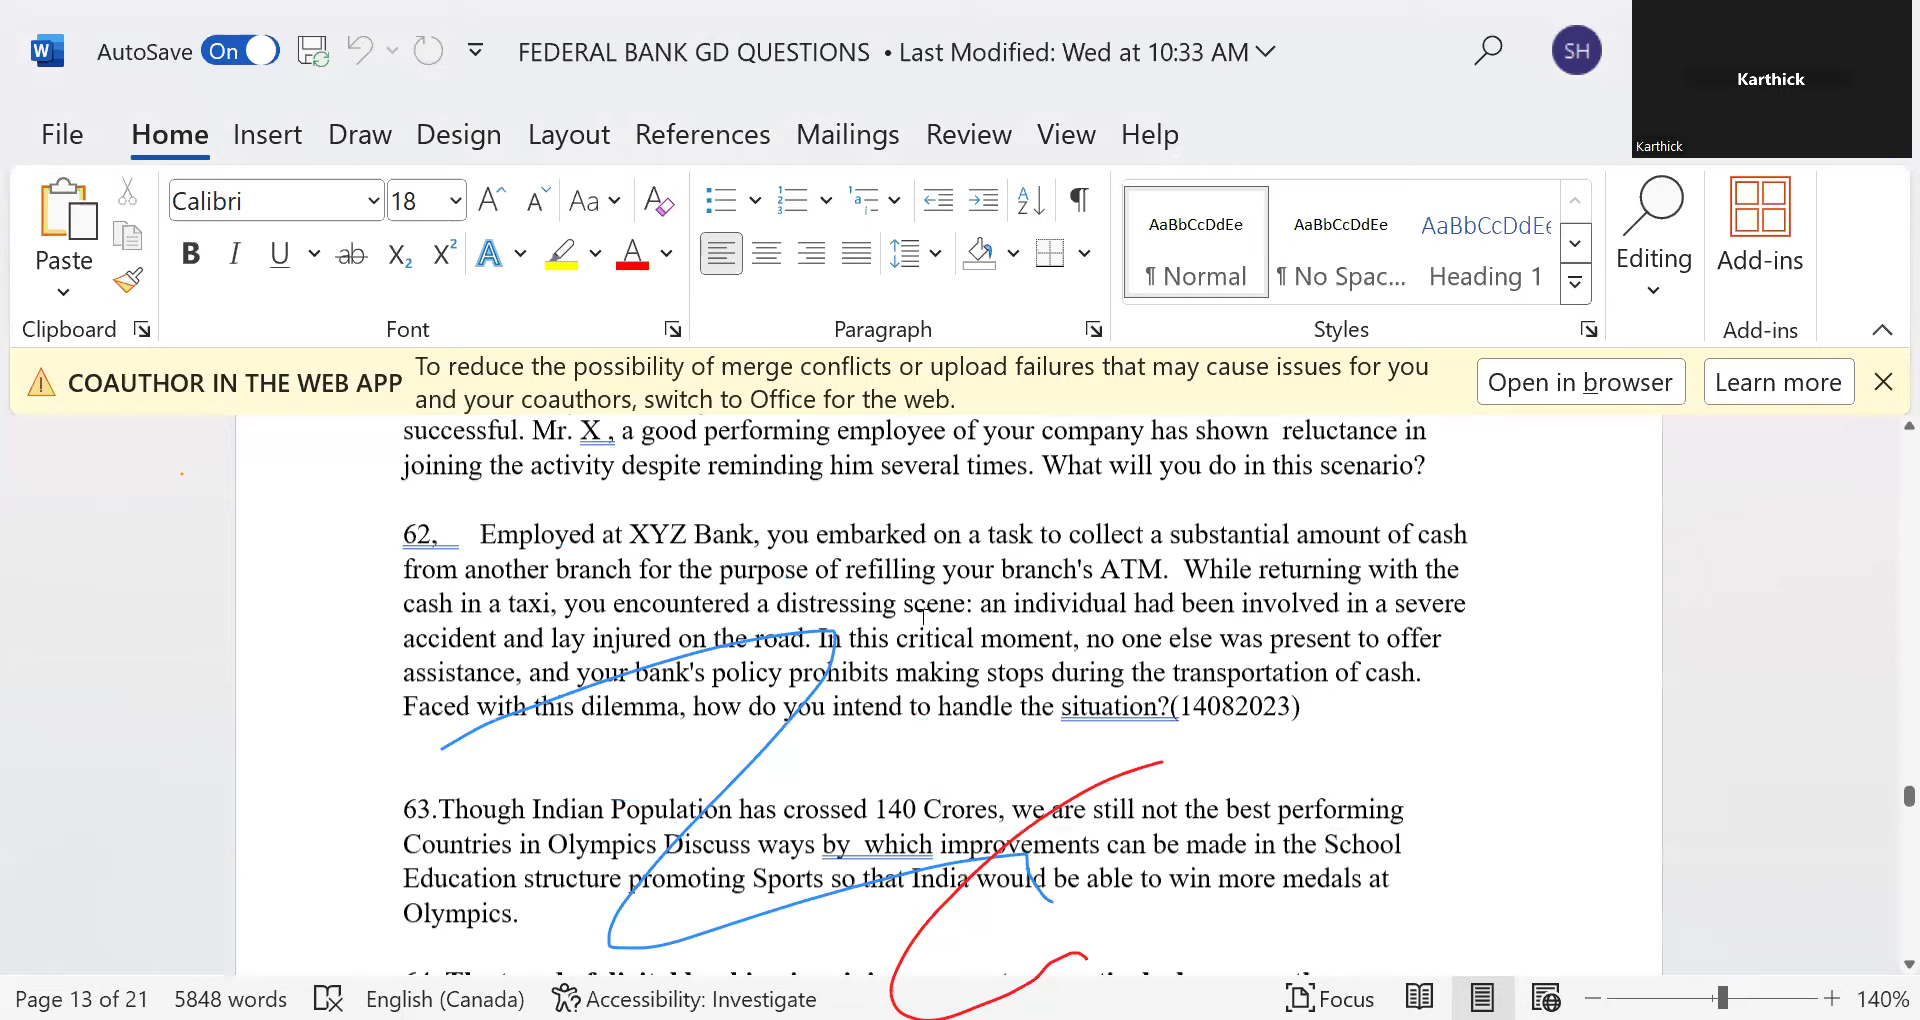 AutoSave On FEDERAL BANK GD QUESTIONS • Last Modified: Wed at 10:33 AM SH
Karthick
Karthick
File Home Insert Draw Design Layout References Mailings Review View Help
Paste
Clipboard
Calibri 18
Font
Paragraph
AaBbCcDdEe AaBbCcDdEe AaBbCcDdEe
¶ Normal ¶ No Spac... Heading 1
Styles
Editing
Add-ins
Add-ins
COAUTHOR IN THE WEB APP To reduce the possibility of merge conflicts or upload failures that may cause issues for you
and your coauthors, switch to Office for the web.
Open in browser Learn more
successful. Mr. X , a good performing employee of your company has shown  reluctance in
joining the activity despite reminding him several times. What will you do in this scenario?
62, Employed at XYZ Bank, you embarked on a task to collect a substantial amount of cash
from another branch for the purpose of refilling your branch's ATM.  While returning with the
cash in a taxi, you encountered a distressing scene: an individual had been involved in a severe
accident and lay injured on the road. In this critical moment, no one else was present to offer
assistance, and your bank's policy prohibits making stops during the transportation of cash.
Faced with this dilemma, how do you intend to handle the situation?(14082023)
63.Though Indian Population has crossed 140 Crores, we are still not the best performing
Countries in Olympics Discuss ways by  which improvements can be made in the School
Education structure promoting Sports so that India would be able to win more medals at
Olympics.
Page 13 of 21 5848 words English (Canada) Accessibility: Investigate Focus 140%